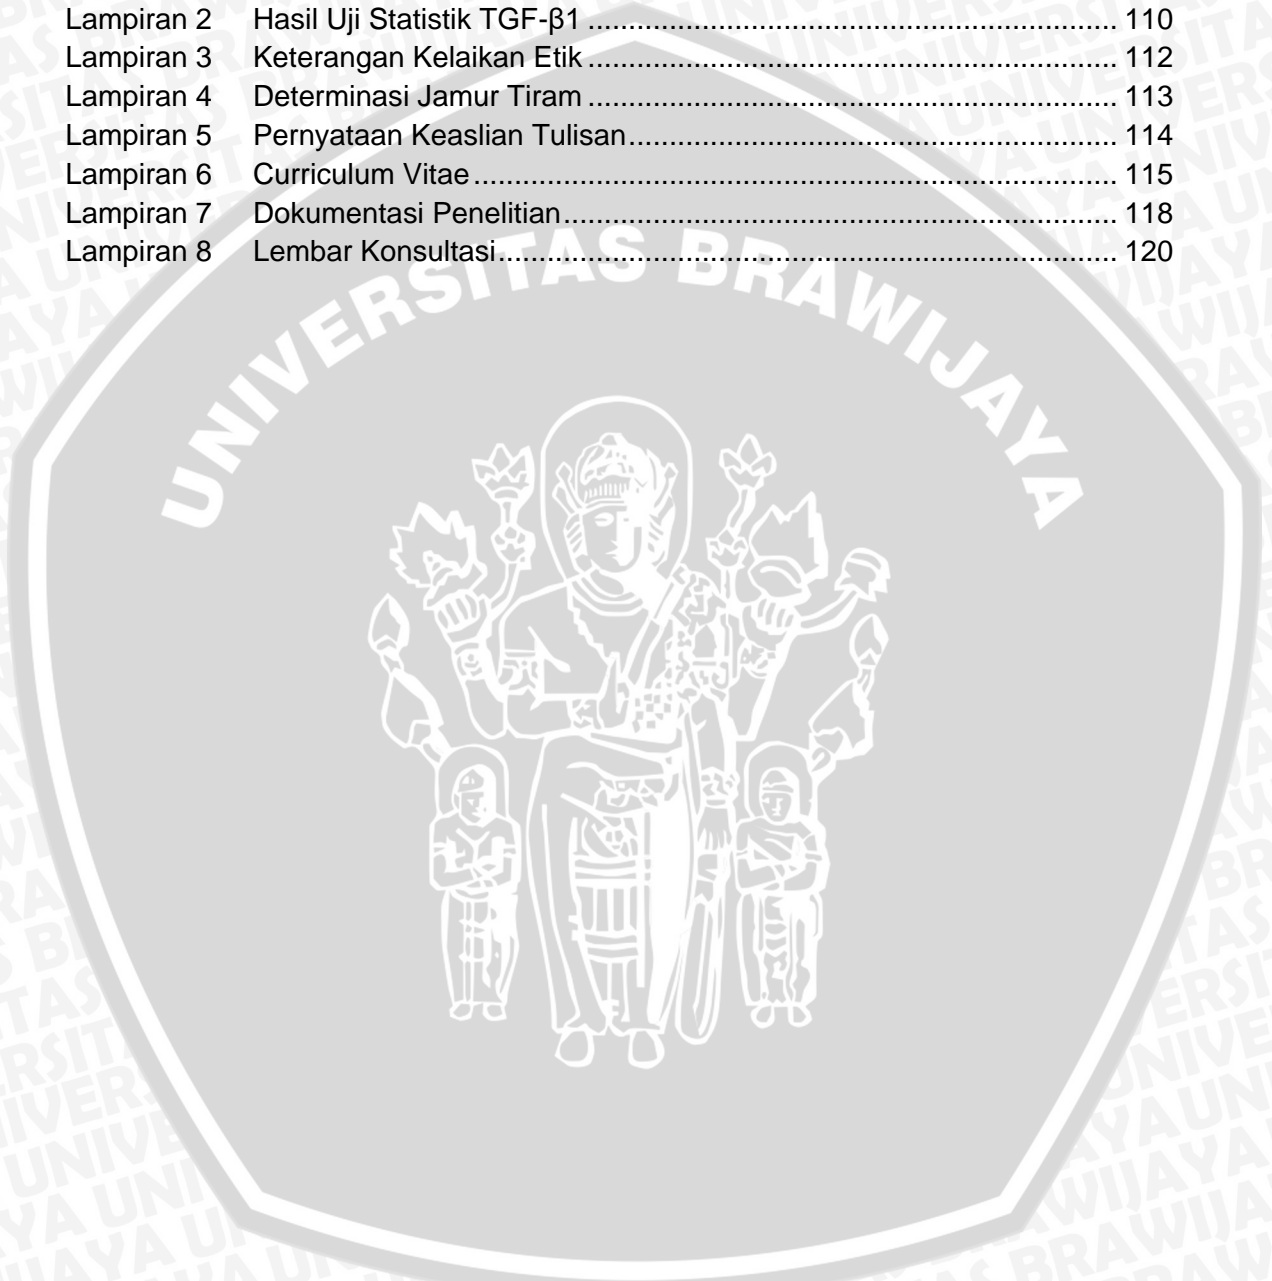 Lampiran 2 Hasil Uji Statistik TGF-β1 .................................................................. 110
Lampiran 3 Keterangan Kelaikan Etik .................................................................. 112
Lampiran 4 Determinasi Jamur Tiram .................................................................. 113
Lampiran 5 Pernyataan Keaslian Tulisan .............................................................. 114
Lampiran 6 Curriculum Vitae ................................................................................ 115
Lampiran 7 Dokumentasi Penelitian ...................................................................... 118
Lampiran 8 Lembar Konsultasi .............................................................................. 120
UNIVERSITAS BRAWIJAYA